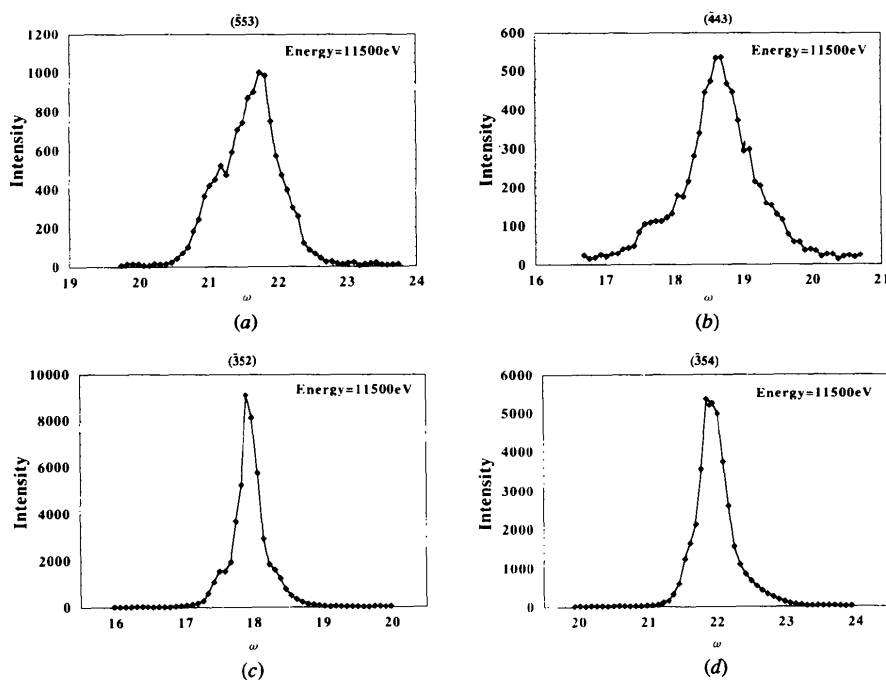 (5̄53)
Energy=11500eV
Intensity
1200
1000
800
600
400
200
0
19 20 21 22 23 24
ω
(a)
(4̄43)
Energy=11500eV
Intensity
600
500
400
300
200
100
0
16 17 18 19 20 21
ω
(b)
(3̄52)
Energy=11500eV
Intensity
10000
8000
6000
4000
2000
0
16 17 18 19 20
ω
(c)
(3̄54)
Energy=11500eV
Intensity
6000
5000
4000
3000
2000
1000
0
20 21 22 23 24
ω
(d)